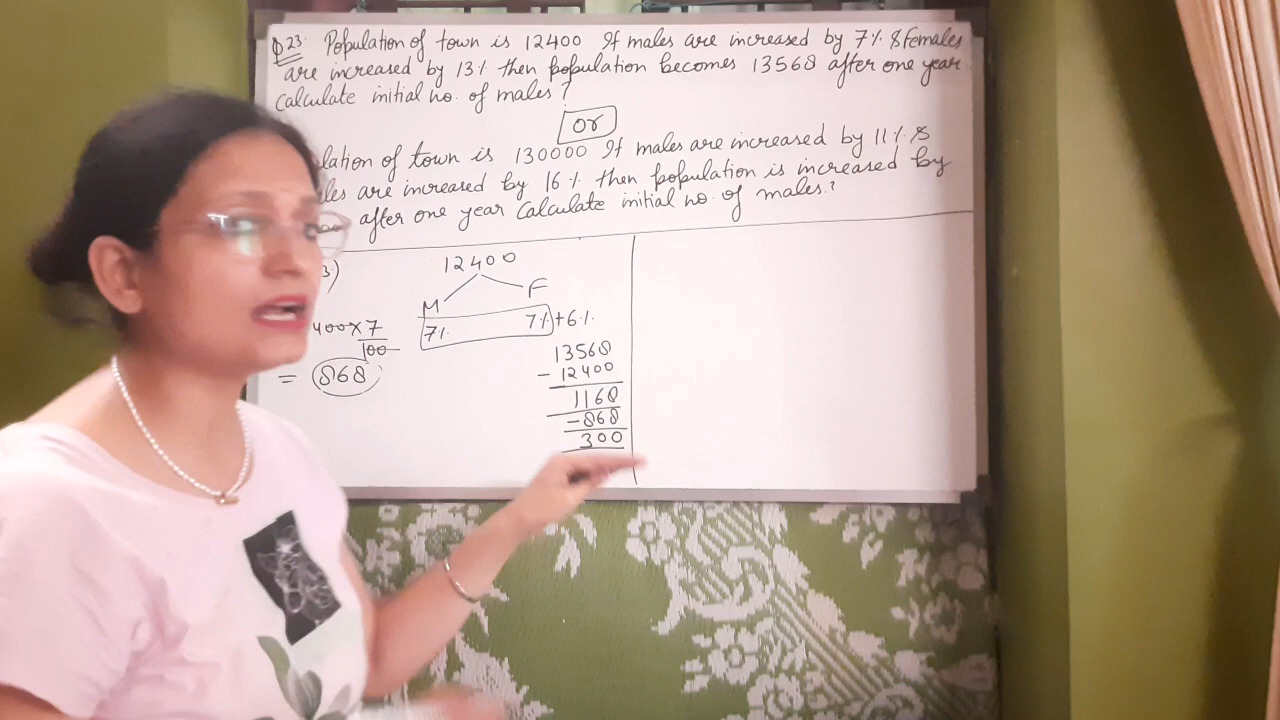 Q23. Population of town is 12400 If males are increased by 7% & Females
are increased by 13% then population becomes 13568 after one year
Calculate initial no. of males?
or
lation of town is 130000 If males are increased by 11% &
les are increased by 16% then population is increased by
after one year Calculate initial no. of males?
3) 12400
M F
400 × 7 7% 7% + 6%
100
= 868
13568
- 12400
1168
- 868
300